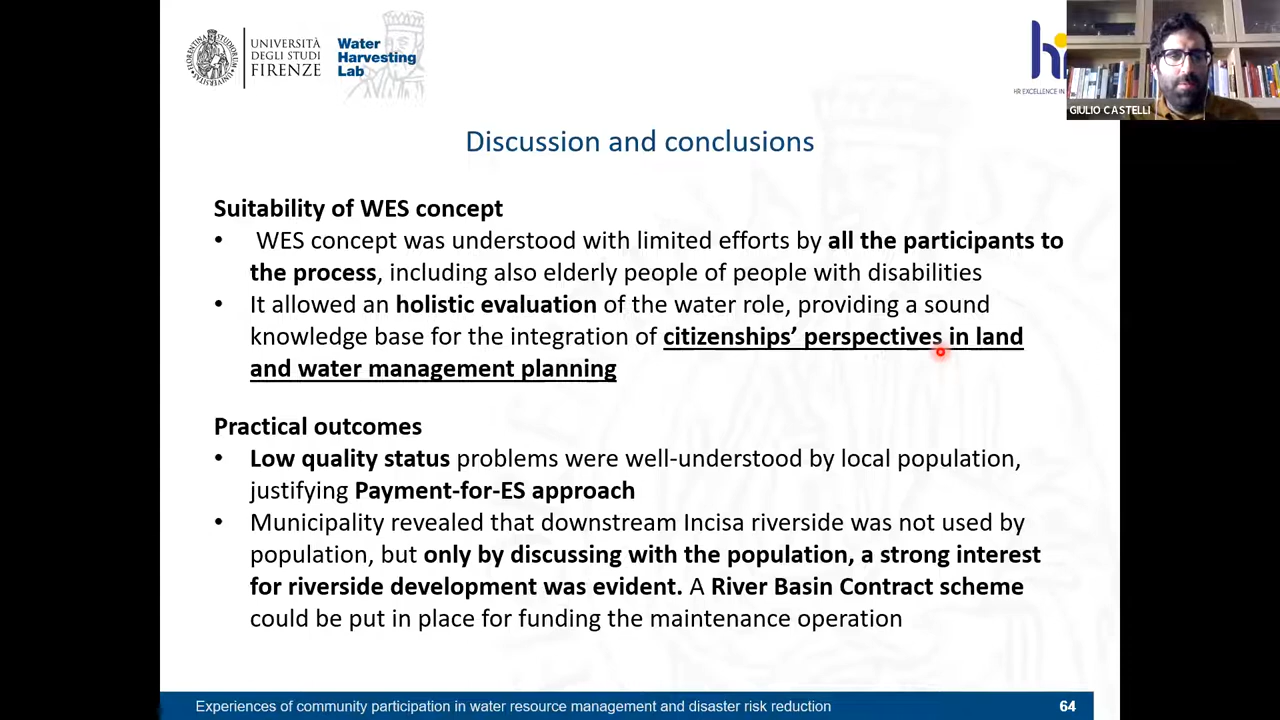 UNIVERSITÀ
DEGLI STUDI
FIRENZE
Water
Harvesting
Lab
HR EXCELLENCE IN
GIULIO CASTELLI
Discussion and conclusions
Suitability of WES concept
• WES concept was understood with limited efforts by all the participants to
the process, including also elderly people of people with disabilities
• It allowed an holistic evaluation of the water role, providing a sound
knowledge base for the integration of citizenships’ perspectives in land
and water management planning
Practical outcomes
• Low quality status problems were well-understood by local population,
justifying Payment-for-ES approach
• Municipality revealed that downstream Incisa riverside was not used by
population, but only by discussing with the population, a strong interest
for riverside development was evident. A River Basin Contract scheme
could be put in place for funding the maintenance operation
Experiences of community participation in water resource management and disaster risk reduction
64